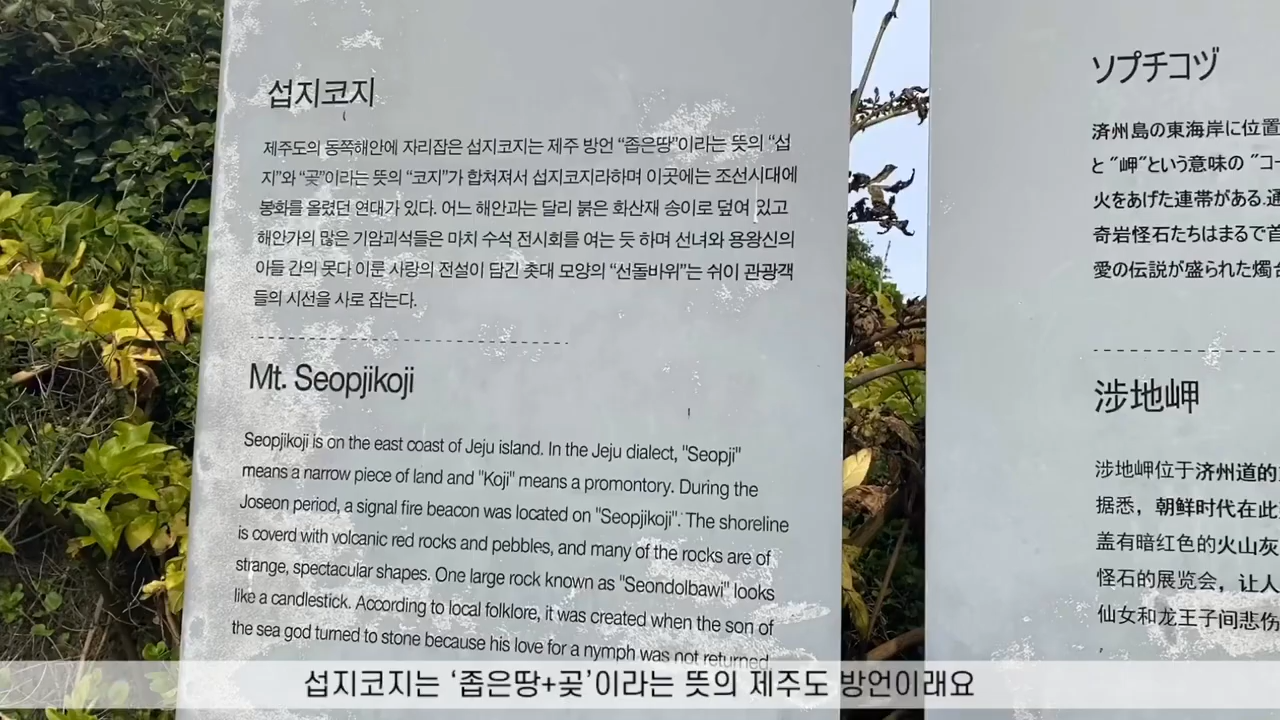 섭지코지
제주도의 동쪽해안에 자리잡은 섭지코지는 제주 방언 “좁은땅”이라는 뜻의 “섭
지”와 “곶”이라는 뜻의 “코지”가 합쳐져서 섭지코지라하며 이곳에는 조선시대에
봉화를 올렸던 연대가 있다. 어느 해안과는 달리 붉은 화산재 송이로 덮여 있고
해안가의 많은 기암괴석들은 마치 수석 전시회를 여는 듯 하며 선녀와 용왕신의
아들 간의 못다 이룬 사랑의 전설이 담긴 촛대 모양의 “선돌바위”는 쉬이 관광객
들의 시선을 사로 잡는다.
Mt. Seopjikoji
Seopjikoji is on the east coast of Jeju island. In the Jeju dialect, "Seopji"
means a narrow piece of land and "Koji" means a promontory. During the
Joseon period, a signal fire beacon was located on "Seopjikoji". The shoreline
is coverd with volcanic red rocks and pebbles, and many of the rocks are of
strange, spectacular shapes. One large rock known as "Seondolbawi" looks
like a candlestick. According to local folklore, it was created when the son of
the sea god turned to stone because his love for a nymph was not returned.
ソプチコヅ
済州島の東海岸に位置
と ”岬”という意味の ”コー
火をあげた連帯がある.通
奇岩怪石たちはまるで首
愛の伝説が盛られた燭台
涉地岬
涉地岬位于济州道的
据悉，朝鲜时代在此
盖有暗红色的火山灰
怪石的展览会，让人
仙女和龙王子间悲伤
섭지코지는 ‘좁은땅+곶’이라는 뜻의 제주도 방언이래요